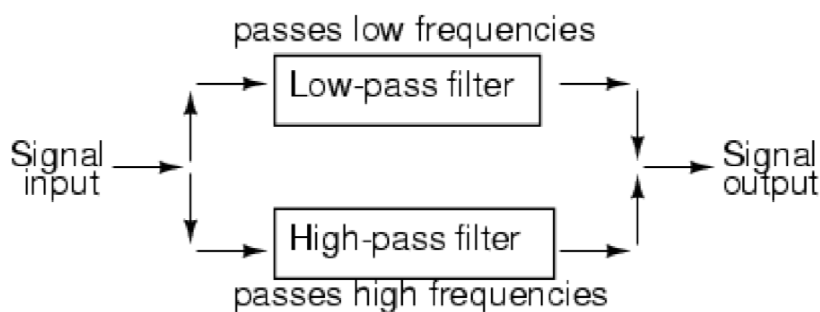 passes low frequencies
Low-pass filter
Signal
input
Signal
output
High-pass filter
passes high frequencies